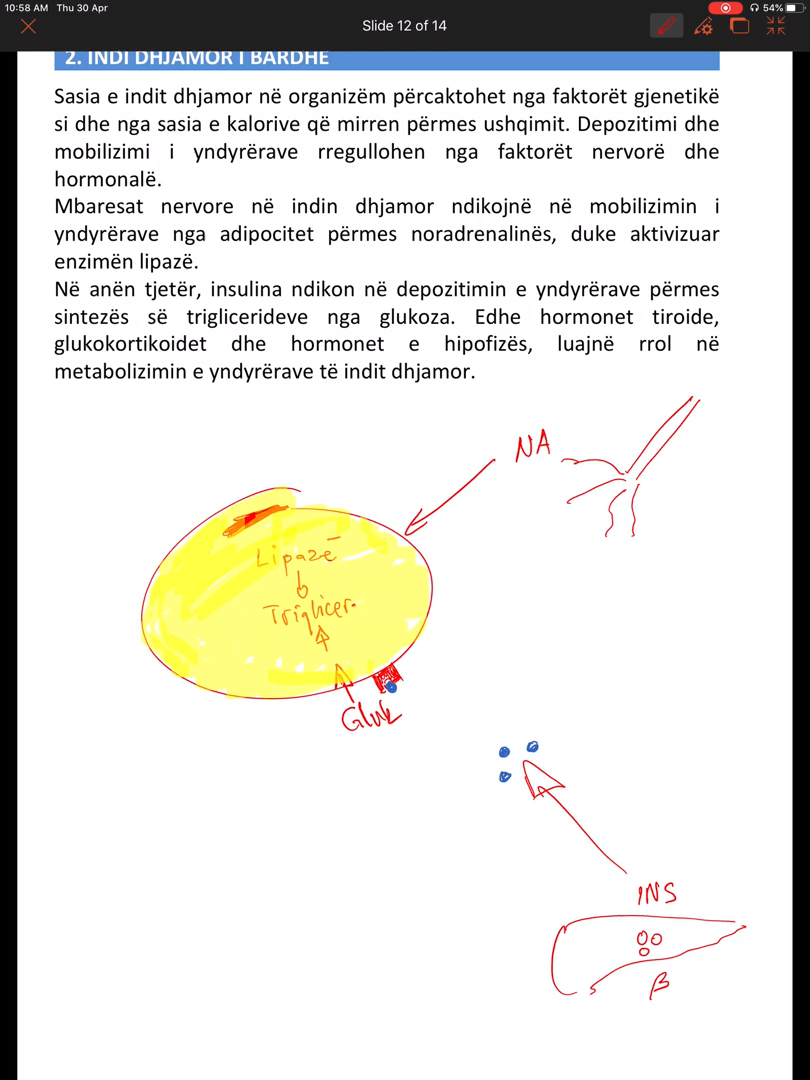 10:58 AM Thu 30 Apr
54%
Slide 12 of 14
2. INDI DHJAMOR I BARDHË
Sasia e indit dhjamor në organizëm përcaktohet nga faktorët gjenetikë
si dhe nga sasia e kalorive që mirren përmes ushqimit. Depozitimi dhe
mobilizimi i yndyrërave rregullohen nga faktorët nervorë dhe
hormonalë.
Mbaresat nervore në indin dhjamor ndikojnë në mobilizimin i
yndyrërave nga adipocitet përmes noradrenalinës, duke aktivizuar
enzimën lipazë.
Në anën tjetër, insulina ndikon në depozitimin e yndyrërave përmes
sintezës së triglicerideve nga glukoza. Edhe hormonet tiroide,
glukokortikoidet dhe hormonet e hipofizës, luajnë rrol në
metabolizimin e yndyrërave të indit dhjamor.
NA
Lipazë
Triglicer.
Gluk
INS
β